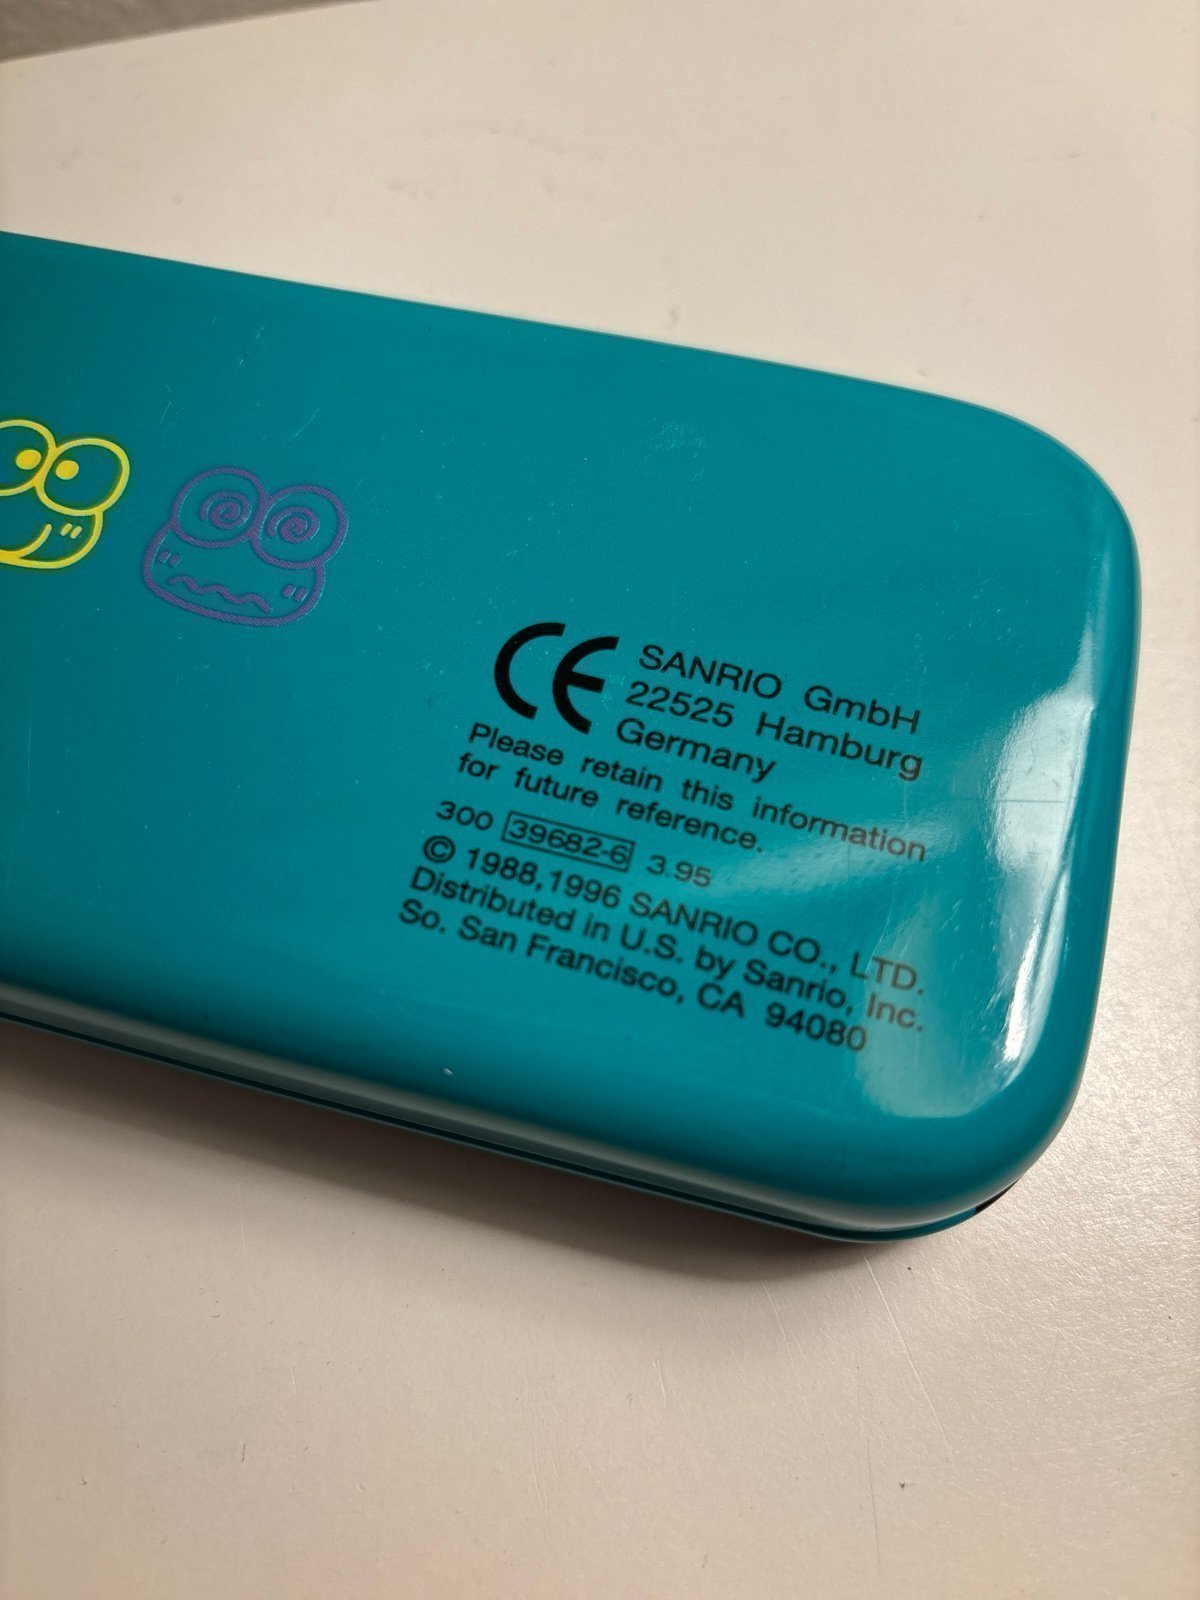 CE SANRIO GmbH
22525 Hamburg
Germany
Please retain this information
for future reference.
300 39682-6 3.95
© 1988,1996 SANRIO CO., LTD.
Distributed in U.S. by Sanrio, Inc.
So. San Francisco, CA 94080